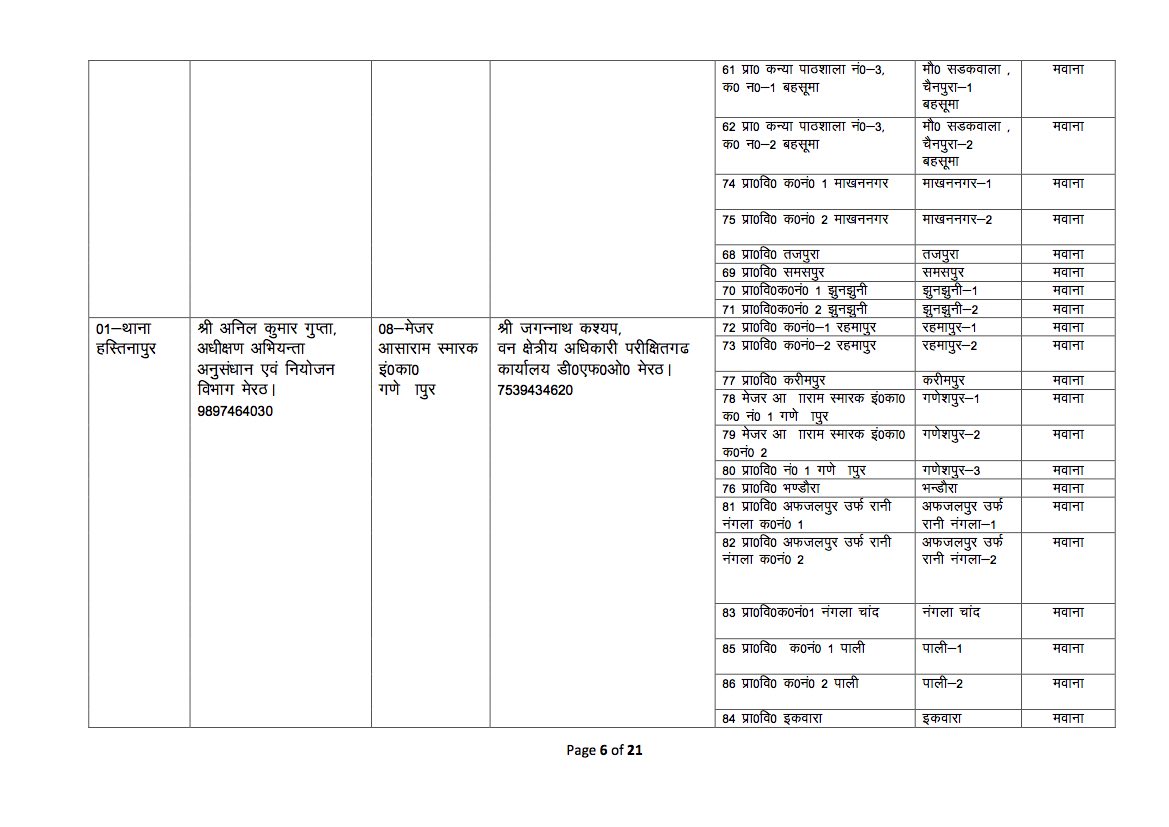 61 प्रा0 कन्या पाठशाला नं0–3,
क0 न0–1 बहसूमा
मौ0 सडकवाला ,
चैनपुरा–1
बहसूमा
मवाना
62 प्रा0 कन्या पाठशाला नं0–3,
क0 न0–2 बहसूमा
मौ0 सडकवाला ,
चैनपुरा–2
बहसूमा
मवाना
74 प्रा0वि0 क0नं0 1 माखननगर
माखननगर–1
मवाना
75 प्रा0वि0 क0नं0 2 माखननगर
माखननगर–2
मवाना
68 प्रा0वि0 तजपुरा
तजपुरा
मवाना
69 प्रा0वि0 समसपुर
समसपुर
मवाना
70 प्रा0वि0क0नं0 1 झुनझुनी
झुनझुनी–1
मवाना
71 प्रा0वि0क0नं0 2 झुनझुनी
झुनझुनी–2
मवाना
01–थाना
हस्तिनापुर
श्री अनिल कुमार गुप्ता,
अधीक्षण अभियन्ता
अनुसंधान एवं नियोजन
विभाग मेरठ।
9897464030
08–मेजर
आसाराम स्मारक
इं0का0
गणे ापुर
श्री जगन्नाथ कश्यप,
वन क्षेत्रीय अधिकारी परीक्षितगढ
कार्यालय डी0एफ0ओ0 मेरठ।
7539434620
72 प्रा0वि0 क0नं0–1 रहमापुर
रहमापुर–1
मवाना
73 प्रा0वि0 क0नं0–2 रहमापुर
रहमापुर–2
मवाना
77 प्रा0वि0 करीमपुर
करीमपुर
मवाना
78 मेजर आ ााराम स्मारक इं0का0
क0 नं0 1 गणे ापुर
गणेशपुर–1
मवाना
79 मेजर आ ााराम स्मारक इं0का0
क0नं0 2
गणेशपुर–2
मवाना
80 प्रा0वि0 नं0 1 गणे ापुर
गणेशपुर–3
मवाना
76 प्रा0वि0 भण्डौरा
भन्डौरा
मवाना
81 प्रा0वि0 अफजलपुर उर्फ रानी
नंगला क0नं0 1
अफजलपुर उर्फ
रानी नंगला–1
मवाना
82 प्रा0वि0 अफजलपुर उर्फ रानी
नंगला क0नं0 2
अफजलपुर उर्फ
रानी नंगला–2
मवाना
83 प्रा0वि0क0नं01 नंगला चांद
नंगला चांद
मवाना
85 प्रा0वि0 क0नं0 1 पाली
पाली–1
मवाना
86 प्रा0वि0 क0नं0 2 पाली
पाली–2
मवाना
84 प्रा0वि0 इकवारा
इकवारा
मवाना
Page 6 of 21